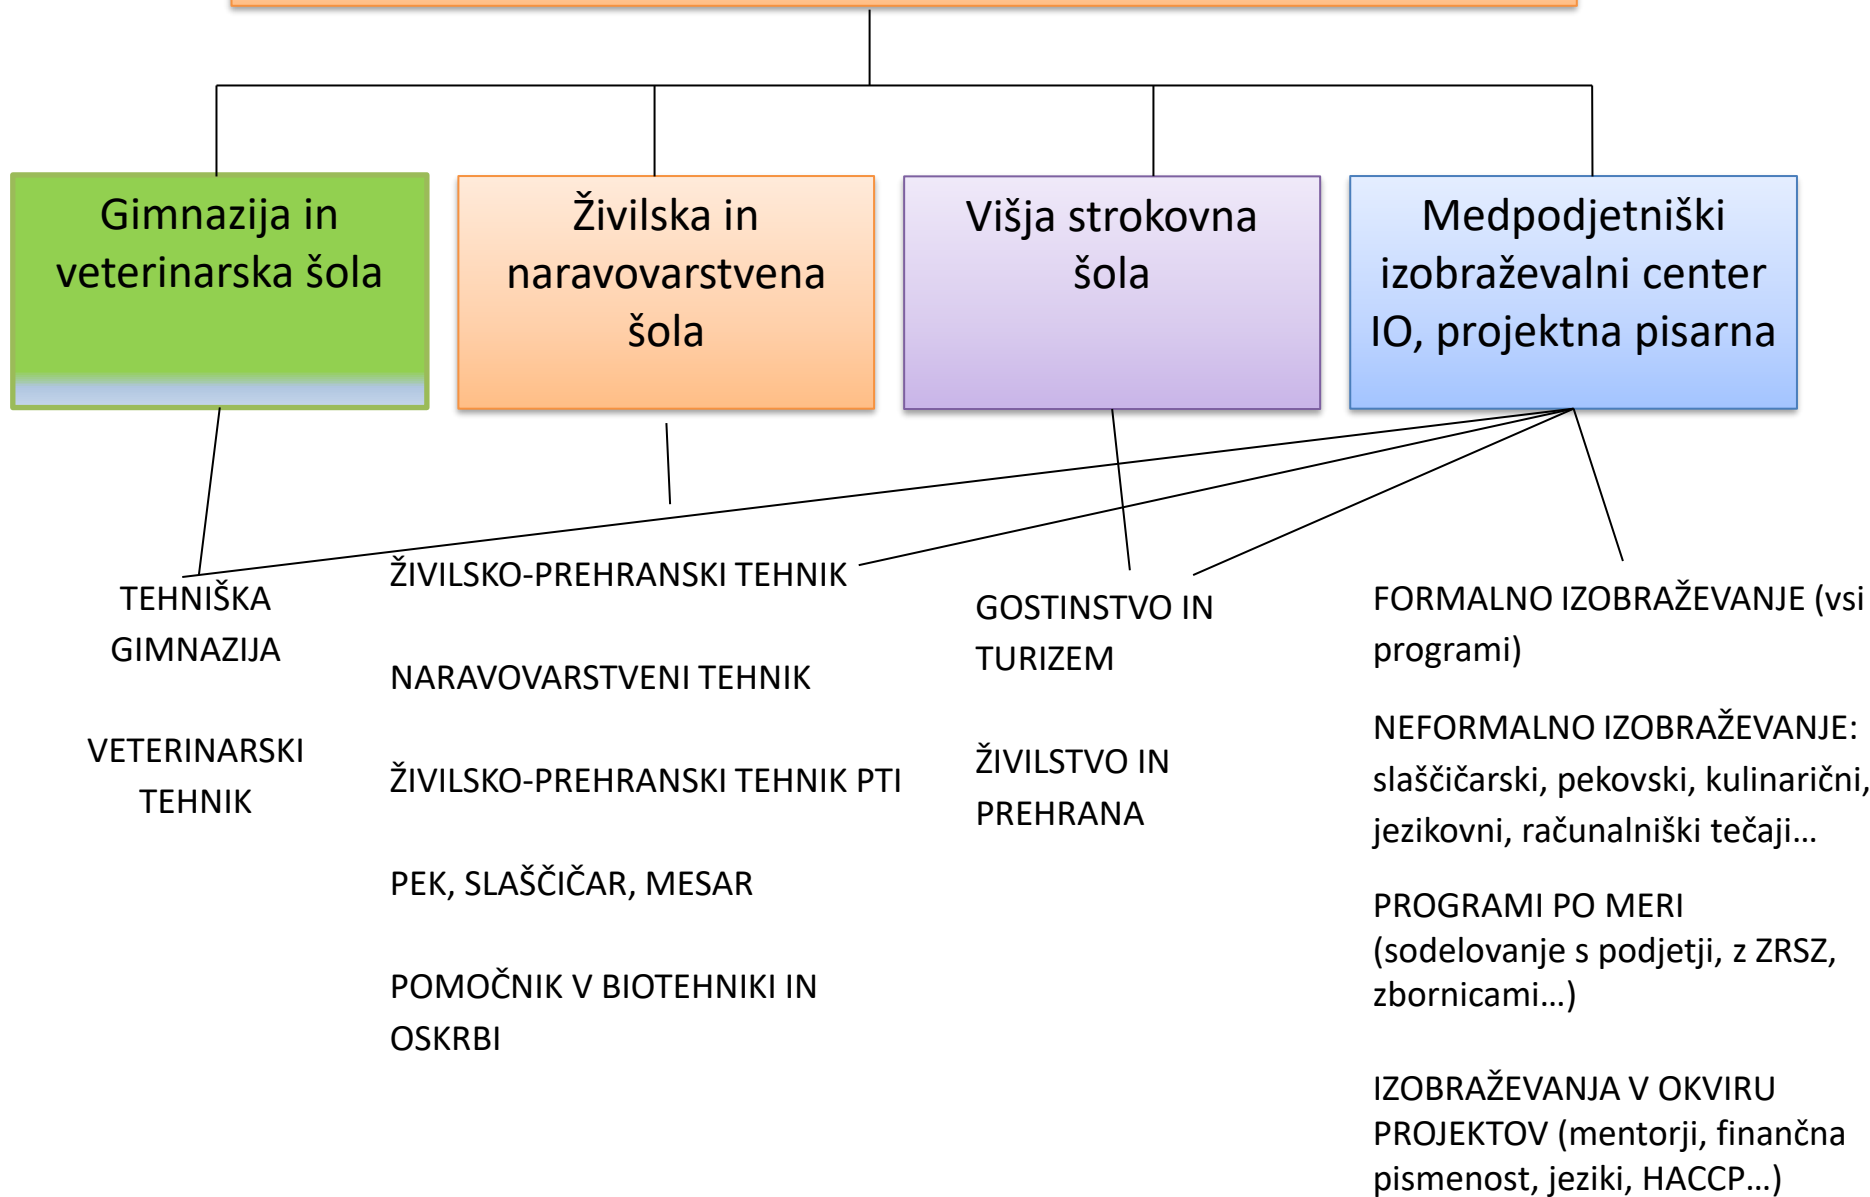 Gimnazija in
veterinarska šola
Živilska in
naravovarstvena
šola
Višja strokovna
šola
Medpodjetniški
izobraževalni center
IO, projektna pisarna
TEHNIŠKA
GIMNAZIJA
VETERINARSKI
TEHNIK
ŽIVILSKO-PREHRANSKI TEHNIK
NARAVOVARSTVENI TEHNIK
ŽIVILSKO-PREHRANSKI TEHNIK PTI
PEK, SLAŠČIČAR, MESAR
POMOČNIK V BIOTEHNIKI IN
OSKRBI
GOSTINSTVO IN
TURIZEM
ŽIVILSTVO IN
PREHRANA
FORMALNO IZOBRAŽEVANJE (vsi
programi)
NEFORMALNO IZOBRAŽEVANJE:
slaščičarski, pekovski, kulinarični,
jezikovni, računalniški tečaji…
PROGRAMI PO MERI
(sodelovanje s podjetji, z ZRSZ,
zbornicami…)
IZOBRAŽEVANJA V OKVIRU
PROJEKTOV (mentorji, finančna
pismenost, jeziki, HACCP…)